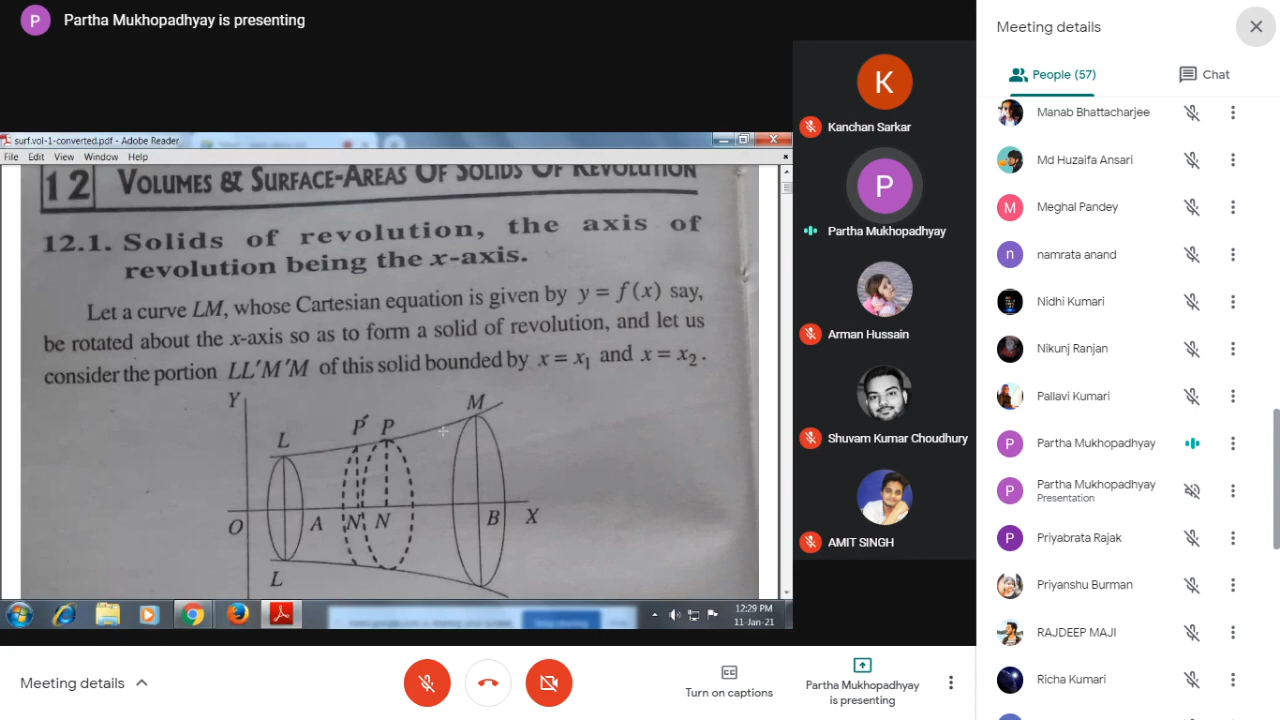 P
Partha Mukhopadhyay is presenting
surf.vol-1-converted.pdf - Adobe Reader
File Edit View Window Help
12 VOLUMES & SURFACE-AREAS OF SOLIDS OF REVOLUTION
12.1. Solids of revolution, the axis of
revolution being the x-axis.
Let a curve LM, whose Cartesian equation is given by y = f(x) say,
be rotated about the x-axis so as to form a solid of revolution, and let us
consider the portion LL′M′M of this solid bounded by x = x₁ and x = x₂.
Y
M
P′ P
L
O A N′ N B X
L
12:29 PM
11-Jan-21
K
Kanchan Sarkar
P
Partha Mukhopadhyay
Arman Hussain
Shuvam Kumar Choudhury
AMIT SINGH
Meeting details
People (57) Chat
Manab Bhattacharjee
Md Huzaifa Ansari
M Meghal Pandey
n namrata anand
Nidhi Kumari
Nikunj Ranjan
Pallavi Kumari
P Partha Mukhopadhyay
P Partha Mukhopadhyay
Presentation
P Priyabrata Rajak
Priyanshu Burman
RAJDEEP MAJI
Richa Kumari
Meeting details
CC
Turn on captions
Partha Mukhopadhyay
is presenting